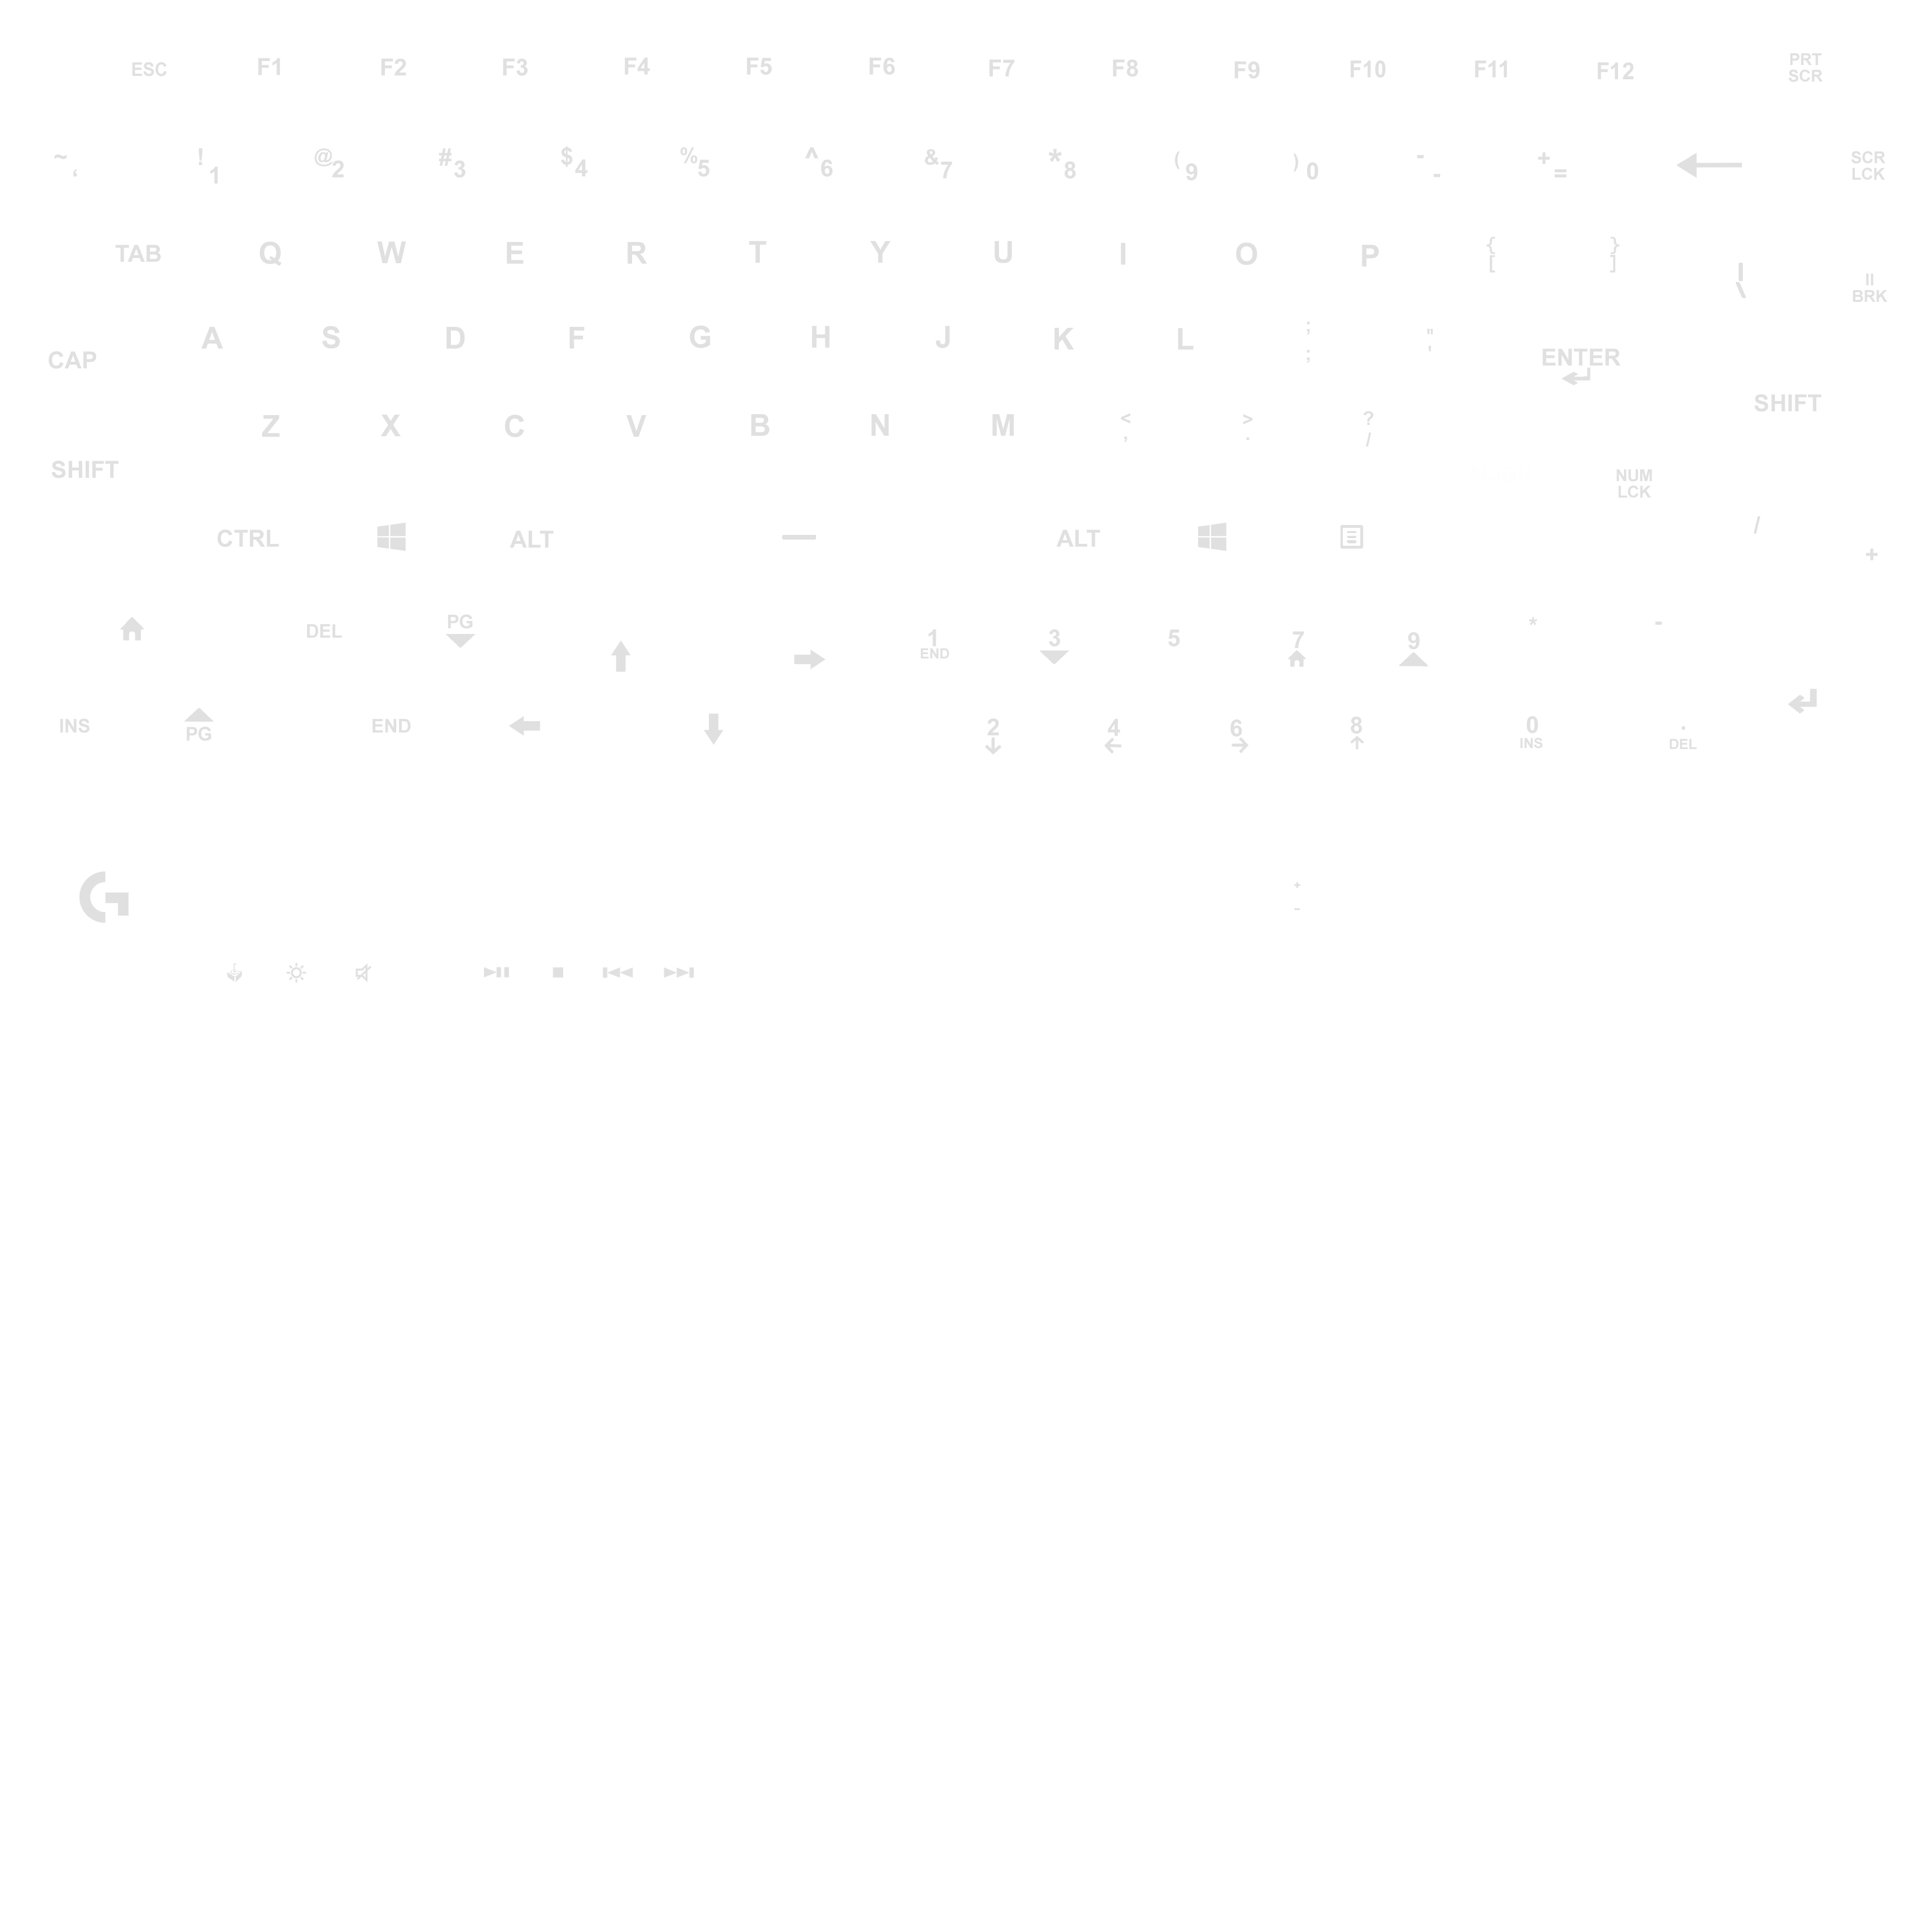 ESC F1 F2 F3 F4 F5 F6 F7 F8 F9 F10 F11 F12 PRT
SCR
~ ! @ # $ % ^ & * ( ) - + SCR
‘ 1 2 3 4 5 6 7 8 9 0 - = LCK
TAB Q W E R T Y U I O P { }
[ ]
| II
\ BRK
CAP A S D F G H J K L : "
; ' ENTER
SHIFT
Z X C V B N M < > ?
, . /
SHIFT NUM
LCK
CTRL ALT ALT / +
DEL PG 1 3 5 7 9 * -
END
INS PG END 2 4 6 8 0 .
INS DEL
G
+
-